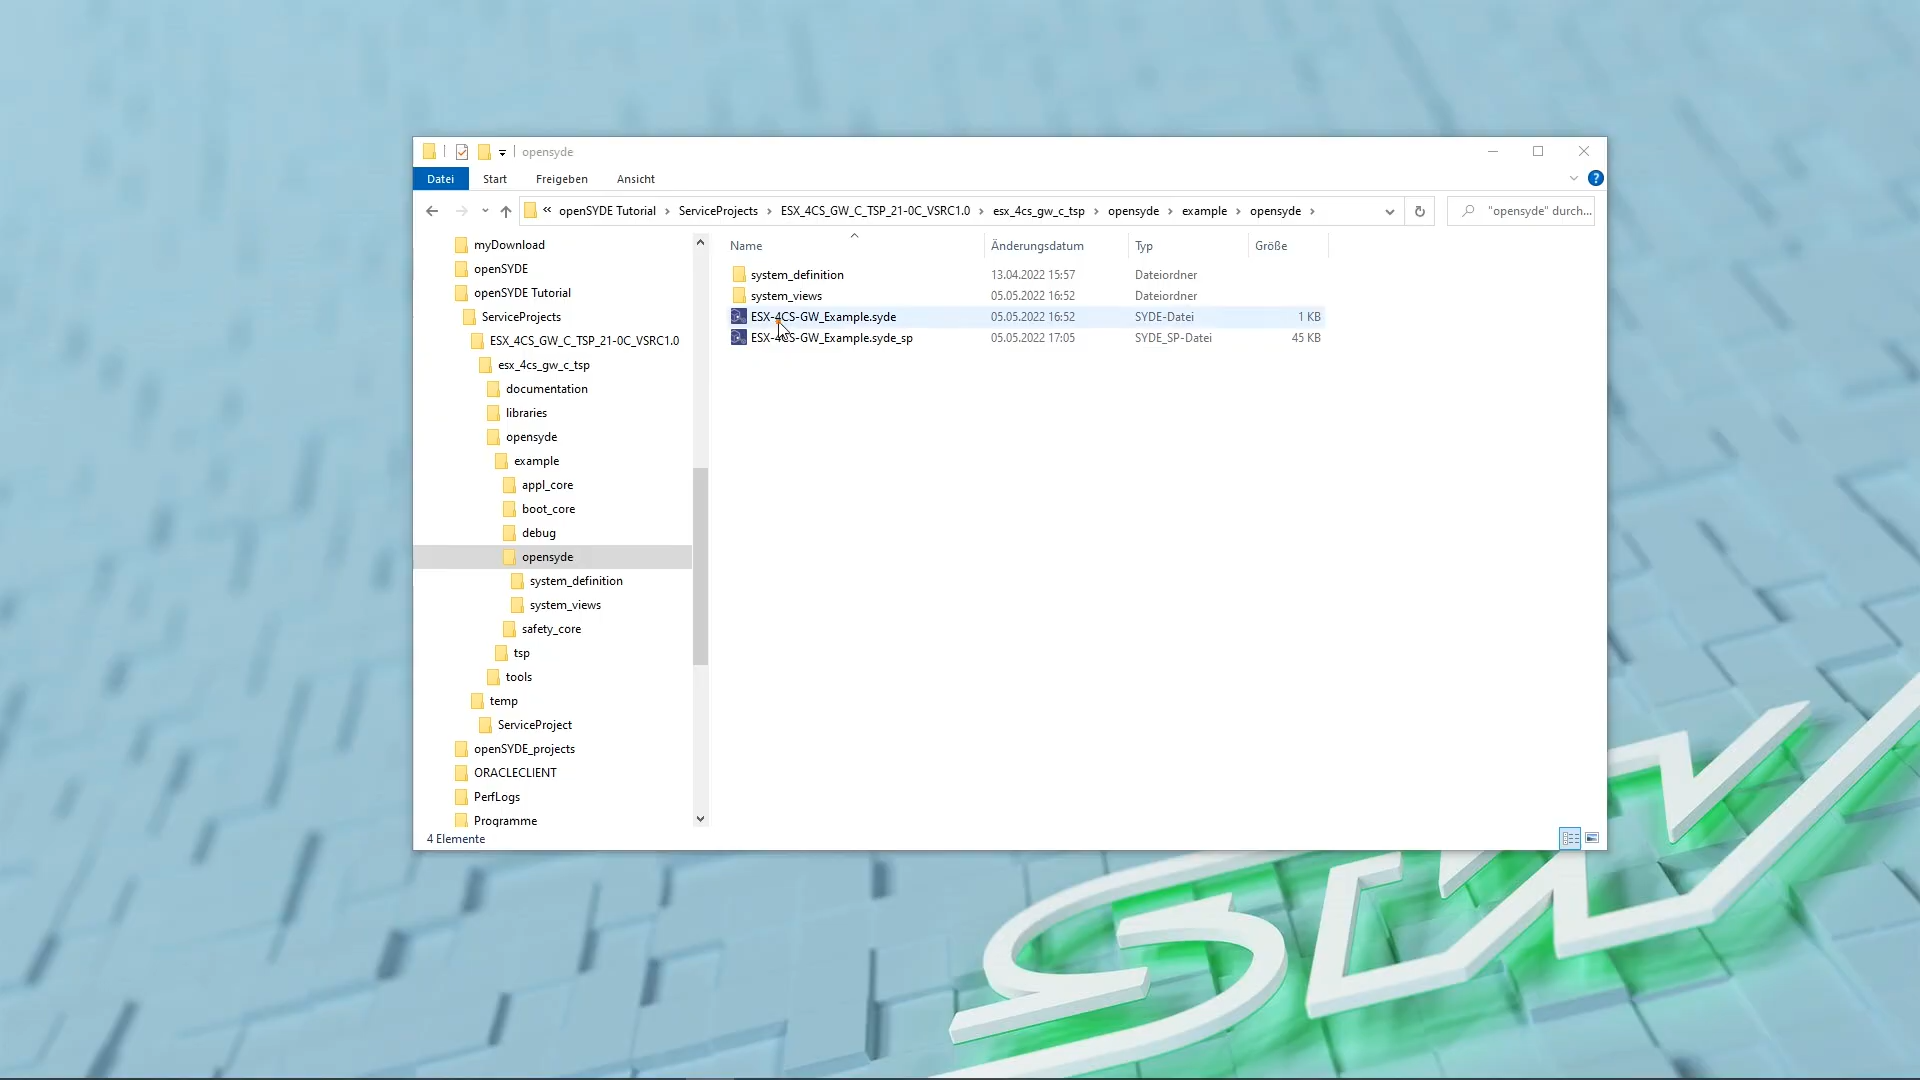 opensyde
Datei Start Freigeben Ansicht
« openSYDE Tutorial › ServiceProjects › ESX_4CS_GW_C_TSP_21-0C_VSRC1.0 › esx_4cs_gw_c_tsp › opensyde › example › opensyde › "opensyde" durch...
Name Änderungsdatum Typ Größe
system_definition 13.04.2022 15:57 Dateiordner
system_views 05.05.2022 16:52 Dateiordner
ESX-4CS-GW_Example.syde 05.05.2022 16:52 SYDE-Datei 1 KB
ESX-4CS-GW_Example.syde_sp 05.05.2022 17:05 SYDE_SP-Datei 45 KB
myDownload
openSYDE
openSYDE Tutorial
ServiceProjects
ESX_4CS_GW_C_TSP_21-0C_VSRC1.0
esx_4cs_gw_c_tsp
documentation
libraries
opensyde
example
appl_core
boot_core
debug
opensyde
system_definition
system_views
safety_core
tsp
tools
temp
ServiceProject
openSYDE_projects
ORACLECLIENT
PerfLogs
Programme
4 Elemente
STW